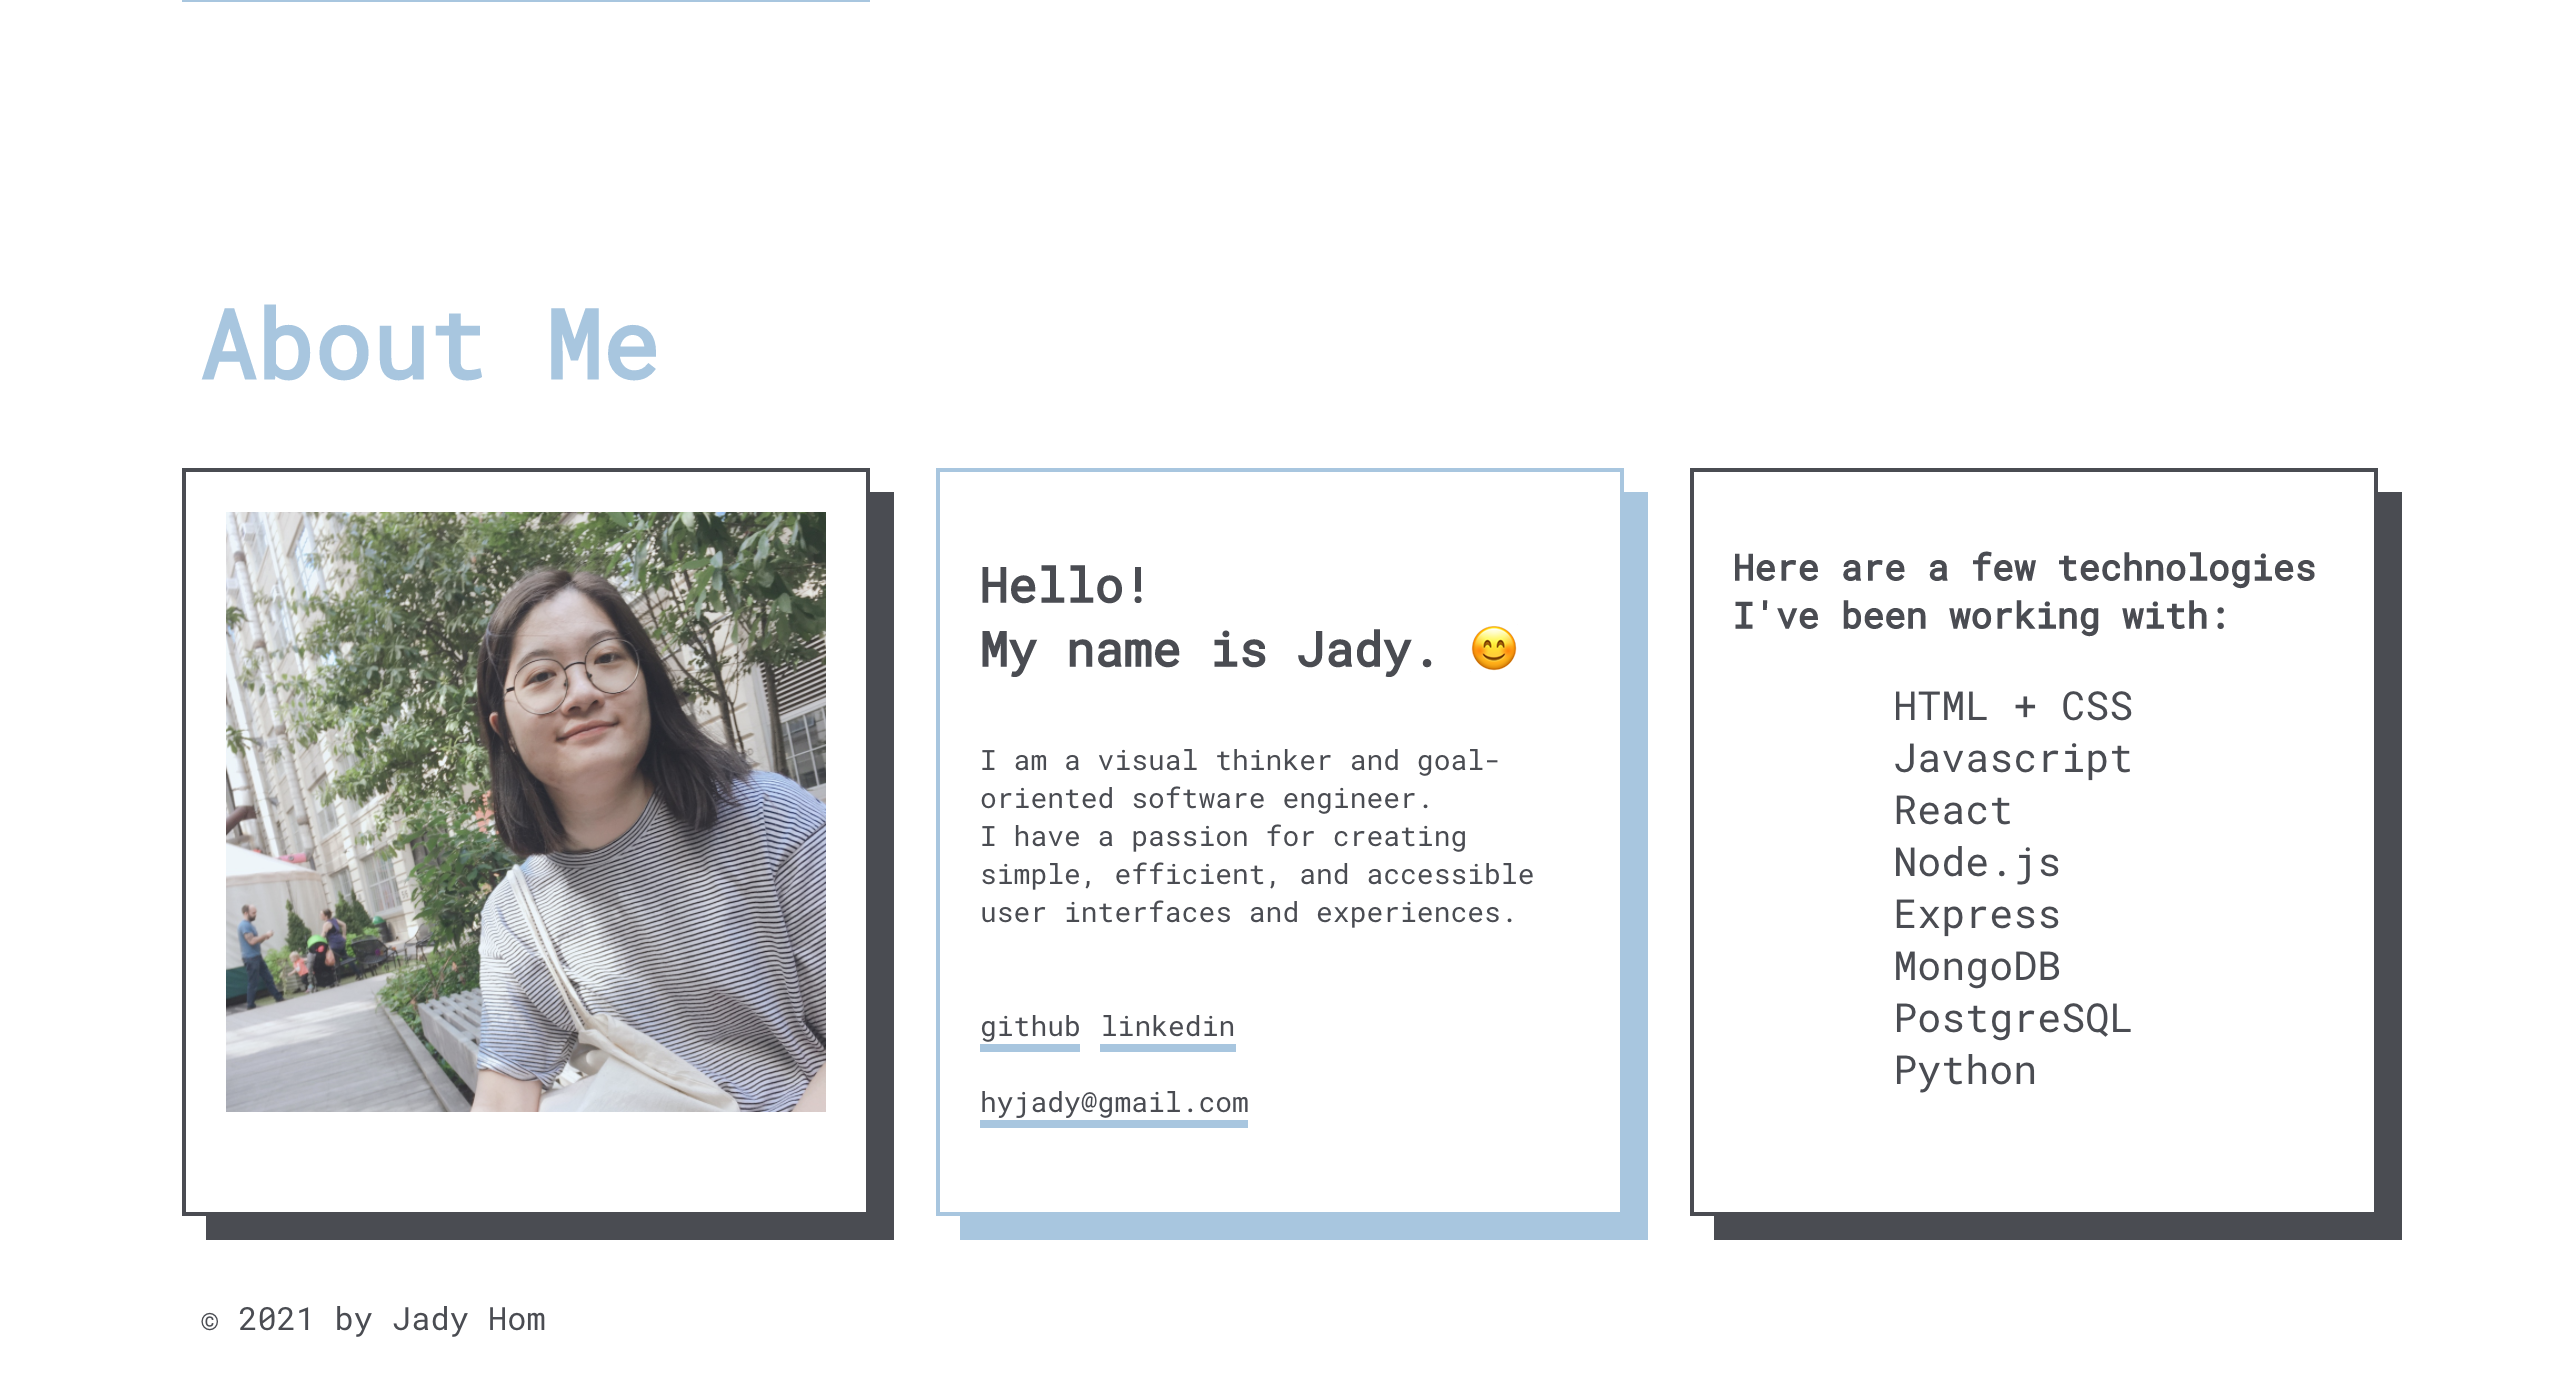 About Me
Hello!
My name is Jady. 😊
I am a visual thinker and goal-
oriented software engineer.
I have a passion for creating
simple, efficient, and accessible
user interfaces and experiences.
github linkedin
hyjady@gmail.com
Here are a few technologies
I've been working with:
HTML + CSS
Javascript
React
Node.js
Express
MongoDB
PostgreSQL
Python
© 2021 by Jady Hom